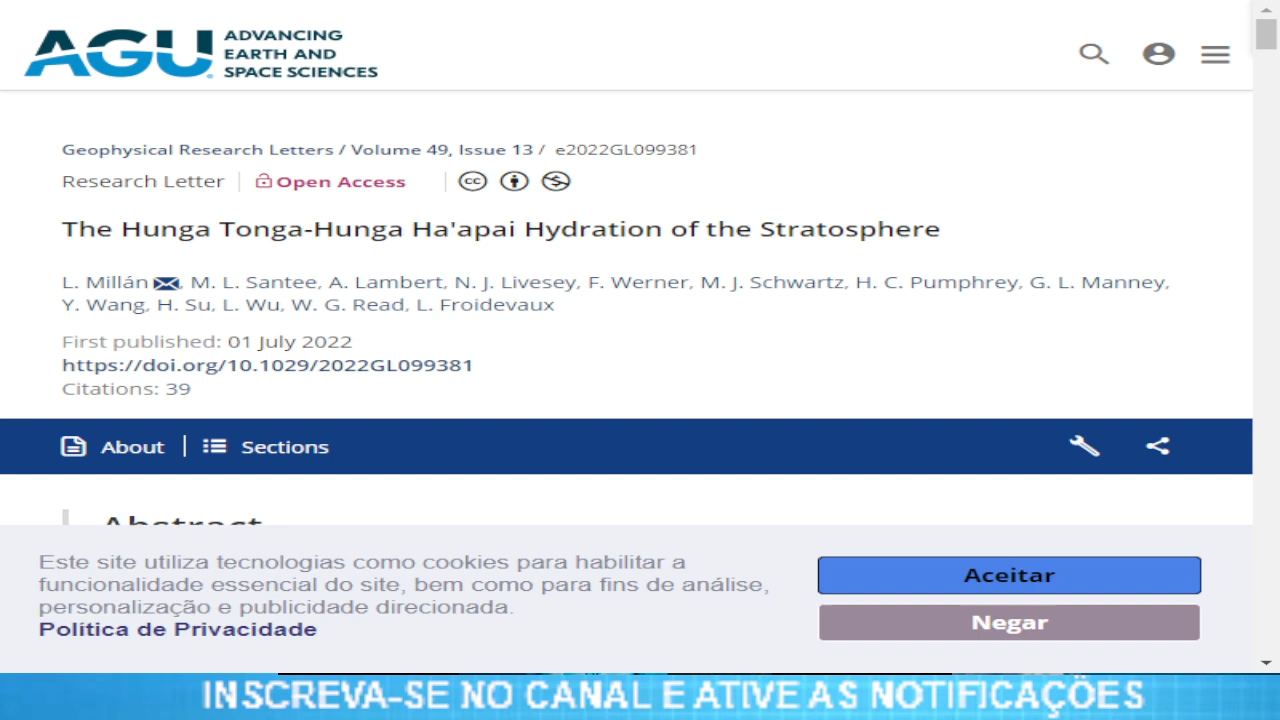 AGU ADVANCING
EARTH AND
SPACE SCIENCES
Geophysical Research Letters / Volume 49, Issue 13 / e2022GL099381
Research Letter Open Access
The Hunga Tonga-Hunga Ha'apai Hydration of the Stratosphere
L. Millán, M. L. Santee, A. Lambert, N. J. Livesey, F. Werner, M. J. Schwartz, H. C. Pumphrey, G. L. Manney,
Y. Wang, H. Su, L. Wu, W. G. Read, L. Froidevaux
First published: 01 July 2022
https://doi.org/10.1029/2022GL099381
Citations: 39
About | Sections
Abstract
Este site utiliza tecnologias como cookies para habilitar a
funcionalidade essencial do site, bem como para fins de análise,
personalização e publicidade direcionada.
Política de Privacidade
Aceitar
Negar
INSCREVA-SE NO CANAL E ATIVE AS NOTIFICAÇÕES